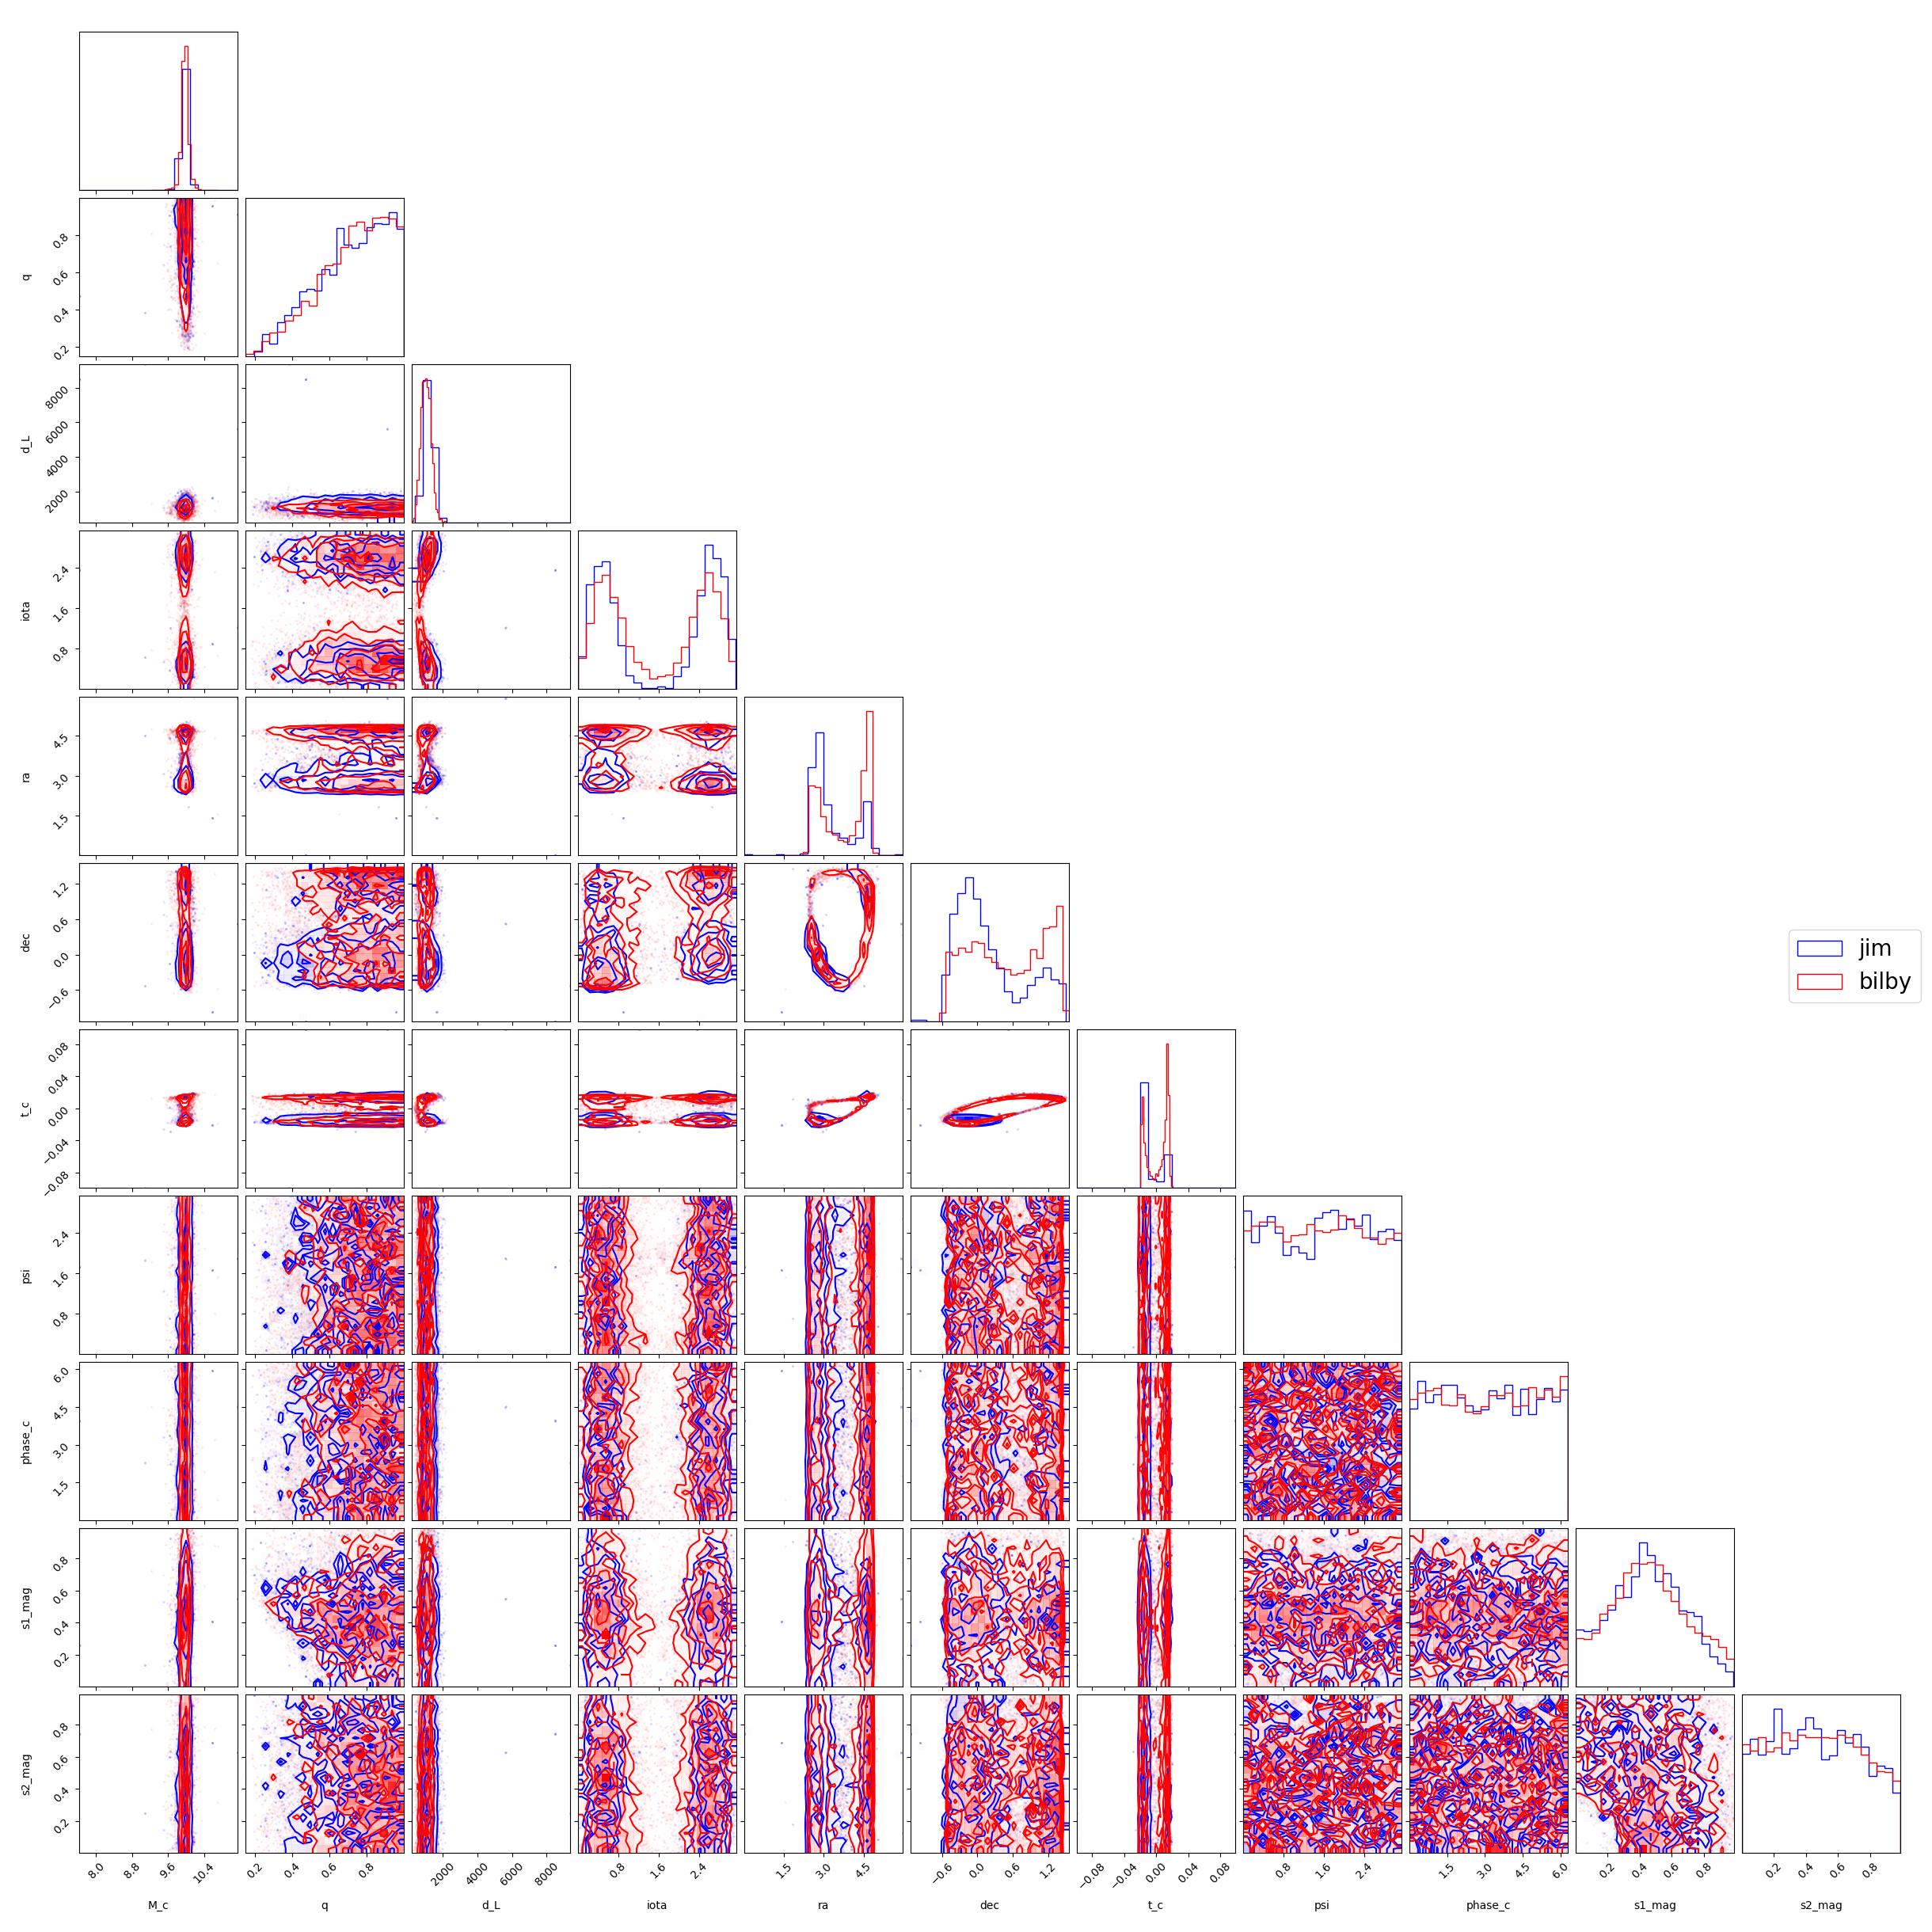 q
0.2 0.4 0.6 0.8
d_L
2000 4000 6000 8000
iota
0.8 1.6 2.4
ra
1.5 3.0 4.5
dec
−0.6 0.0 0.6 1.2
jim
bilby
t_c
−0.08 −0.04 0.00 0.04 0.08
psi
0.8 1.6 2.4
phase_c
1.5 3.0 4.5 6.0
s1_mag
0.2 0.4 0.6 0.8
s2_mag
0.2 0.4 0.6 0.8
8.0 8.8 9.6 10.4
0.2 0.4 0.6 0.8
2000 4000 6000 8000
0.8 1.6 2.4
1.5 3.0 4.5
−0.6 0.0 0.6 1.2
−0.08 −0.04 0.00 0.04 0.08
0.8 1.6 2.4
1.5 3.0 4.5 6.0
0.2 0.4 0.6 0.8
0.2 0.4 0.6 0.8
M_c q d_L iota ra dec t_c psi phase_c s1_mag s2_mag